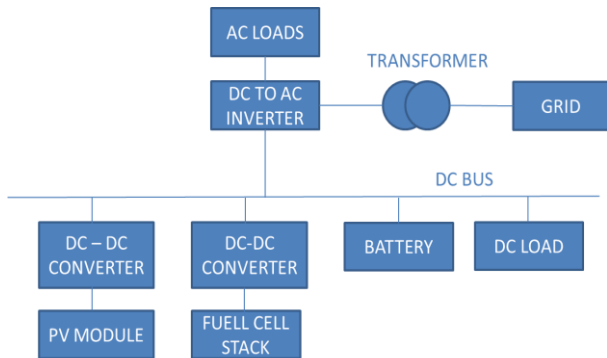 AC LOADS
TRANSFORMER
DC TO AC
INVERTER
GRID
DC BUS
DC – DC
CONVERTER
DC-DC
CONVERTER
BATTERY
DC LOAD
PV MODULE
FUELL CELL
STACK